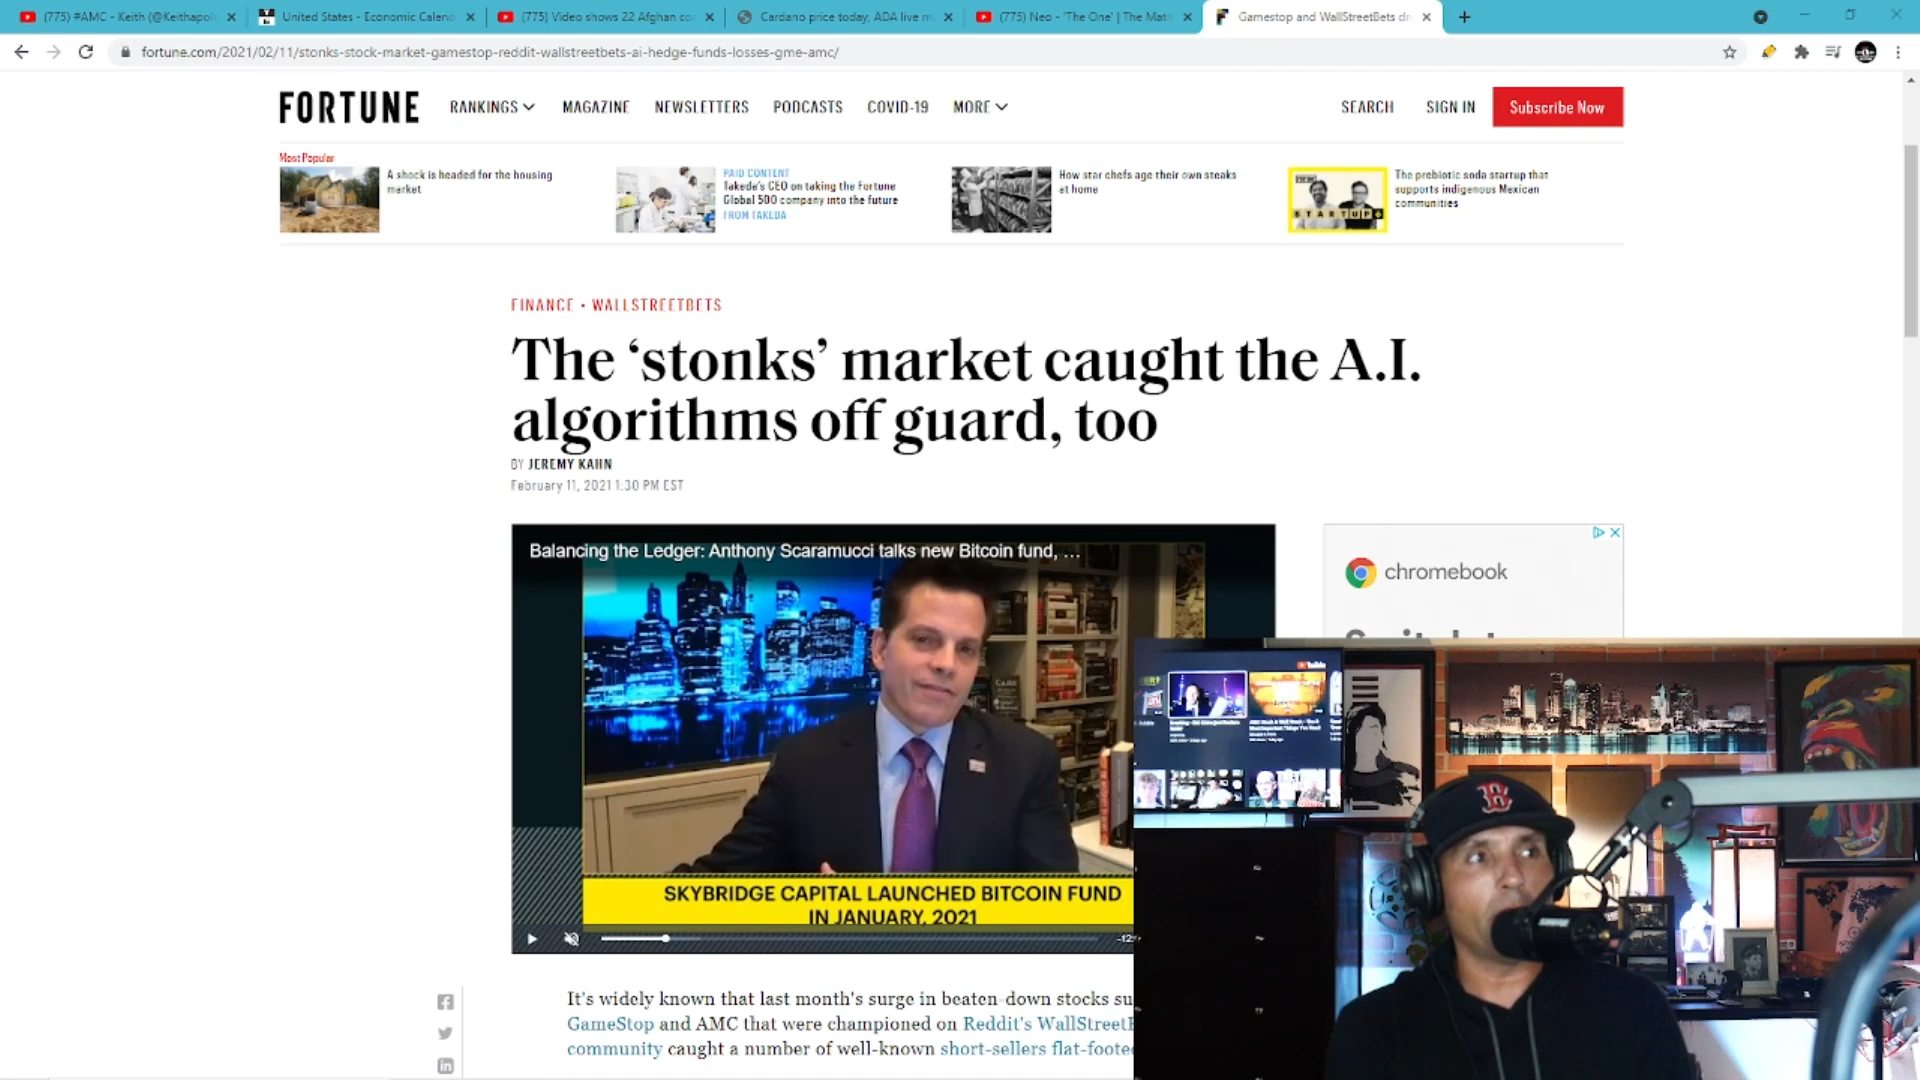 (775) #AMC - Keith (@Keithapol
United States - Economic Calend
(775) Video shows 22 Afghan co
Cardano price today, ADA live m
(775) Neo - 'The One' | The Matr
Gamestop and WallStreetBets dr
fortune.com/2021/02/11/stonks-stock-market-gamestop-reddit-wallstreetbets-ai-hedge-funds-losses-gme-amc/
FORTUNE
RANKINGS
MAGAZINE
NEWSLETTERS
PODCASTS
COVID-19
MORE
SEARCH
SIGN IN
Subscribe Now
Most Popular
A shock is headed for the housing
market
PAID CONTENT
Takeda's CEO on taking the Fortune
Global 500 company into the future
FROM TAKEDA
How star chefs age their own steaks
at home
STARTUP
The prebiotic soda startup that
supports indigenous Mexican
communities
FINANCE • WALLSTREETBETS
The ‘stonks’ market caught the A.I.
algorithms off guard, too
BY JEREMY KAHN
February 11, 2021 1:30 PM EST
Balancing the Ledger: Anthony Scaramucci talks new Bitcoin fund, …
chromebook
SKYBRIDGE CAPITAL LAUNCHED BITCOIN FUND
IN JANUARY, 2021
-12
YouTube
B
It's widely known that last month's surge in beaten-down stocks su
GameStop and AMC that were championed on Reddit's WallStreetB
community caught a number of well-known short-sellers flat-foote